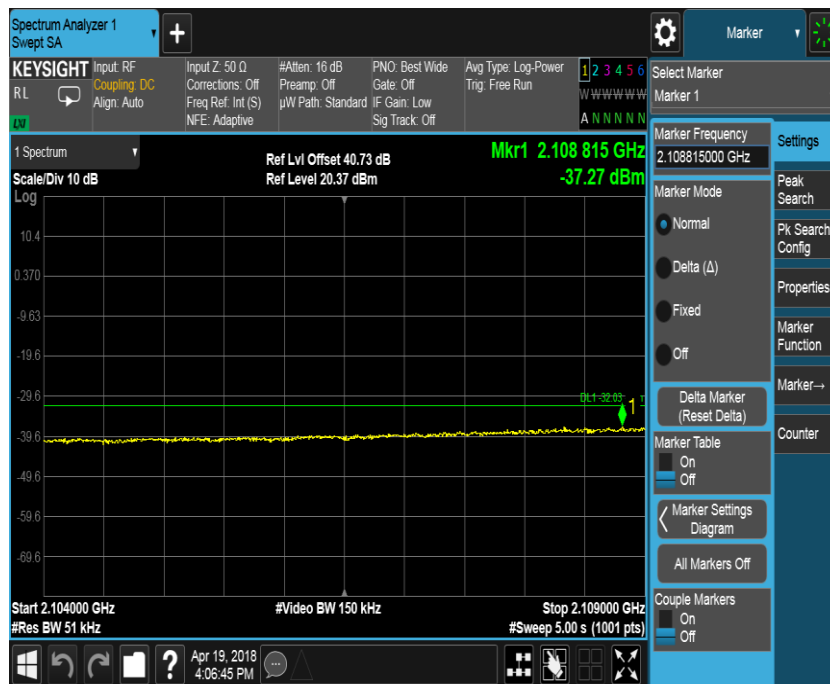 Spectrum Analyzer 1
Swept SA
+
Marker
KEYSIGHT
RL
LXI
Input: RF
Coupling: DC
Align: Auto
Input Z: 50 Ω
Corrections: Off
Freq Ref: Int (S)
NFE: Adaptive
#Atten: 16 dB
Preamp: Off
µW Path: Standard
PNO: Best Wide
Gate: Off
IF Gain: Low
Sig Track: Off
Avg Type: Log-Power
Trig: Free Run
1 2 3 4 5 6
W W W W W W
A N N N N N
Select Marker
Marker 1
1 Spectrum
Scale/Div 10 dB
Log
Ref Lvl Offset 40.73 dB
Ref Level 20.37 dBm
Mkr1 2.108 815 GHz
-37.27 dBm
10.4
0.370
-9.63
-19.6
-29.6
-39.6
-49.6
-59.6
-69.6
DL1 -32.03
1
Start 2.104000 GHz
#Res BW 51 kHz
#Video BW 150 kHz
Stop 2.109000 GHz
#Sweep 5.00 s (1001 pts)
Marker Frequency
2.108815000 GHz
Marker Mode
Normal
Delta (Δ)
Fixed
Off
Delta Marker
(Reset Delta)
Marker Table
On
Off
Marker Settings
Diagram
All Markers Off
Couple Markers
On
Off
Settings
Peak
Search
Pk Search
Config
Properties
Marker
Function
Marker→
Counter
?
Apr 19, 2018
4:06:45 PM